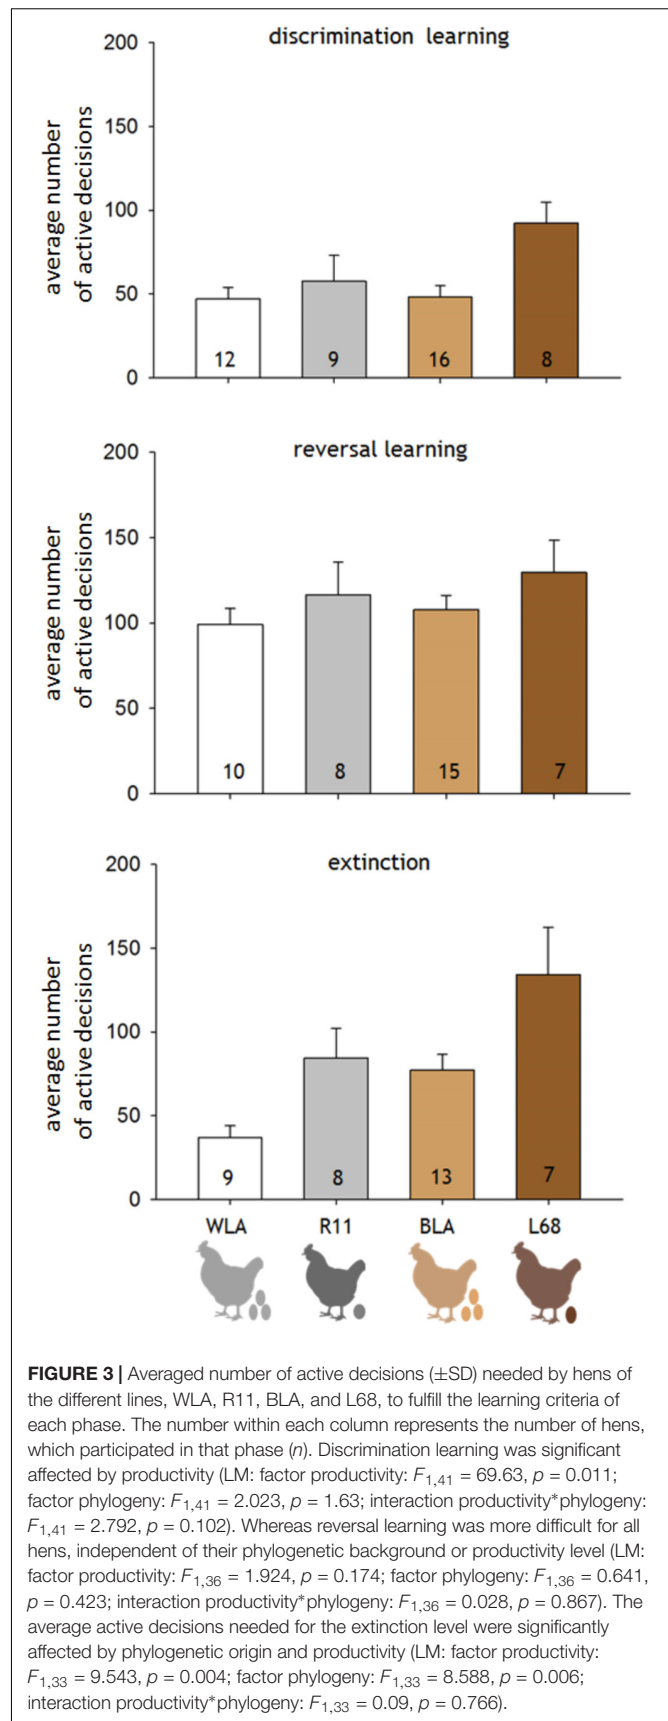 discrimination learning
200
150
100
50
0
average number
of active decisions
12 9 16 8
reversal learning
200
150
100
50
0
average number
of active decisions
10 8 15 7
extinction
200
150
100
50
0
average number
of active decisions
9 8 13 7
WLA R11 BLA L68
FIGURE 3 | Averaged number of active decisions (±SD) needed by hens of
the different lines, WLA, R11, BLA, and L68, to fulfill the learning criteria of
each phase. The number within each column represents the number of hens,
which participated in that phase (n). Discrimination learning was significant
affected by productivity (LM: factor productivity: F1,41 = 69.63, p = 0.011;
factor phylogeny: F1,41 = 2.023, p = 1.63; interaction productivity*phylogeny:
F1,41 = 2.792, p = 0.102). Whereas reversal learning was more difficult for all
hens, independent of their phylogenetic background or productivity level (LM:
factor productivity: F1,36 = 1.924, p = 0.174; factor phylogeny: F1,36 = 0.641,
p = 0.423; interaction productivity*phylogeny: F1,36 = 0.028, p = 0.867). The
average active decisions needed for the extinction level were significantly
affected by phylogenetic origin and productivity (LM: factor productivity:
F1,33 = 9.543, p = 0.004; factor phylogeny: F1,33 = 8.588, p = 0.006;
interaction productivity*phylogeny: F1,33 = 0.09, p = 0.766).